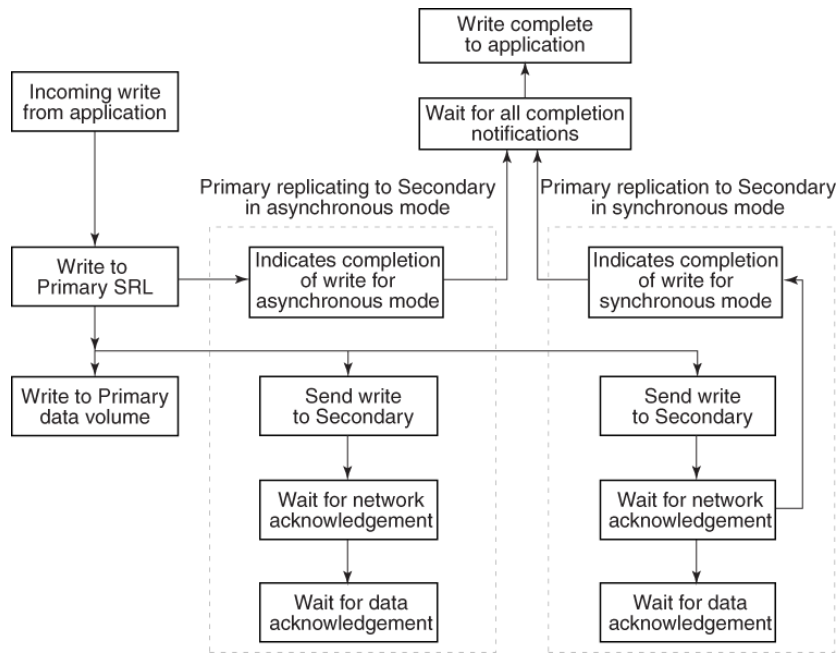 Write complete
to application
Incoming write
from application
Wait for all completion
notifications
Primary replicating to Secondary
in asynchronous mode
Primary replication to Secondary
in synchronous mode
Write to
Primary SRL
Indicates completion
of write for
asynchronous mode
Indicates completion
of write for
synchronous mode
Write to Primary
data volume
Send write
to Secondary
Send write
to Secondary
Wait for network
acknowledgement
Wait for network
acknowledgement
Wait for data
acknowledgement
Wait for data
acknowledgement